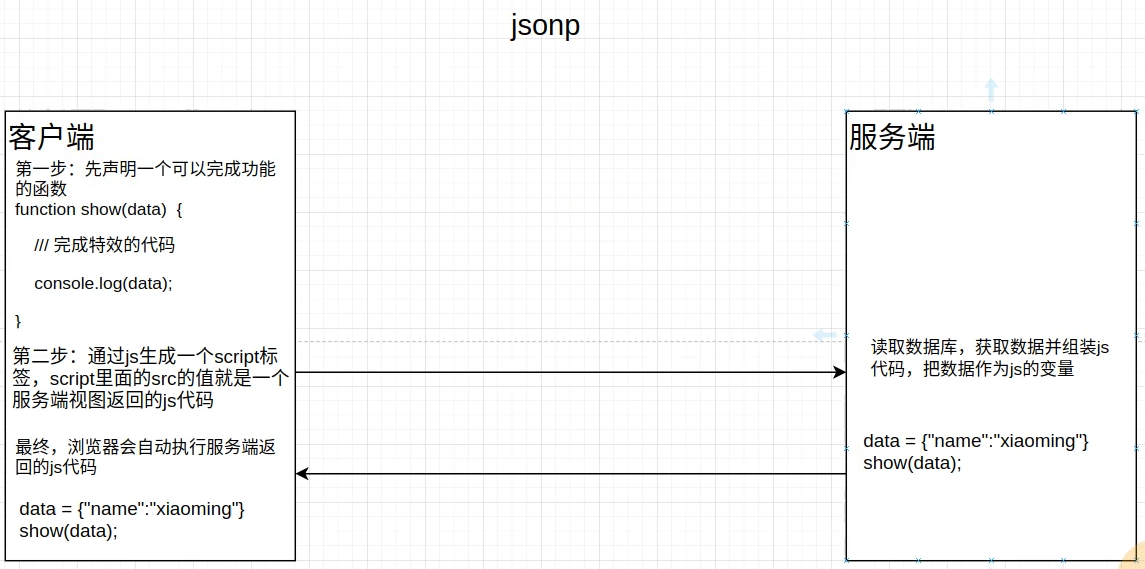 jsonp
客户端
第一步：先声明一个可以完成功能
的函数
function show(data)  {
/// 完成特效的代码
console.log(data);
}
第二步：通过js生成一个script标
签，script里面的src的值就是一个
服务端视图返回的js代码
最终，浏览器会自动执行服务端返
回的js代码
data = {"name":"xiaoming"}
show(data);
服务端
读取数据库，获取数据并组装js
代码，把数据作为js的变量
data = {"name":"xiaoming"}
show(data);